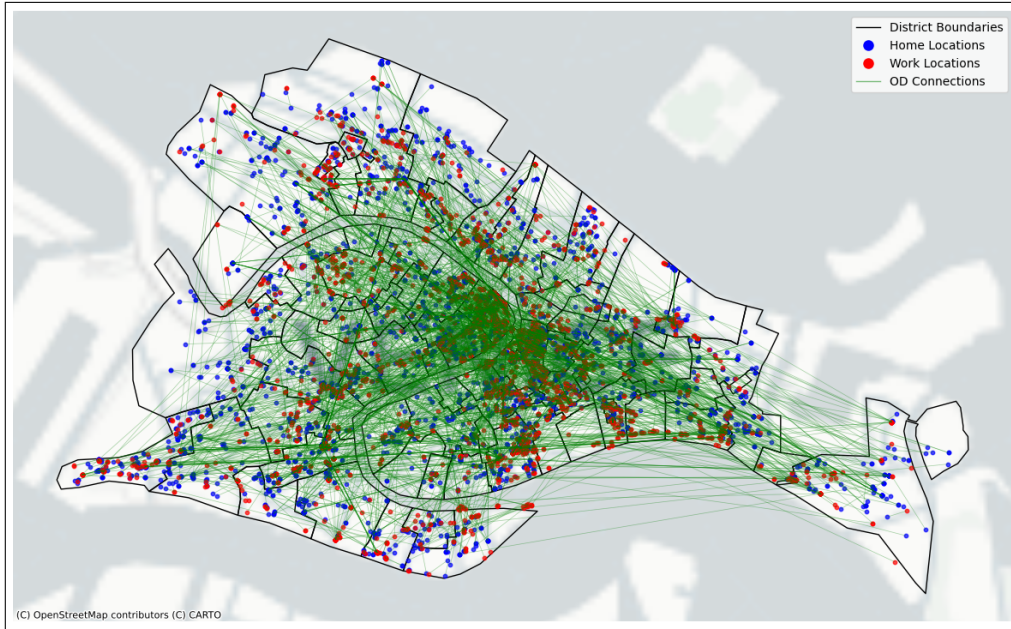 District Boundaries
Home Locations
Work Locations
OD Connections
(C) OpenStreetMap contributors (C) CARTO